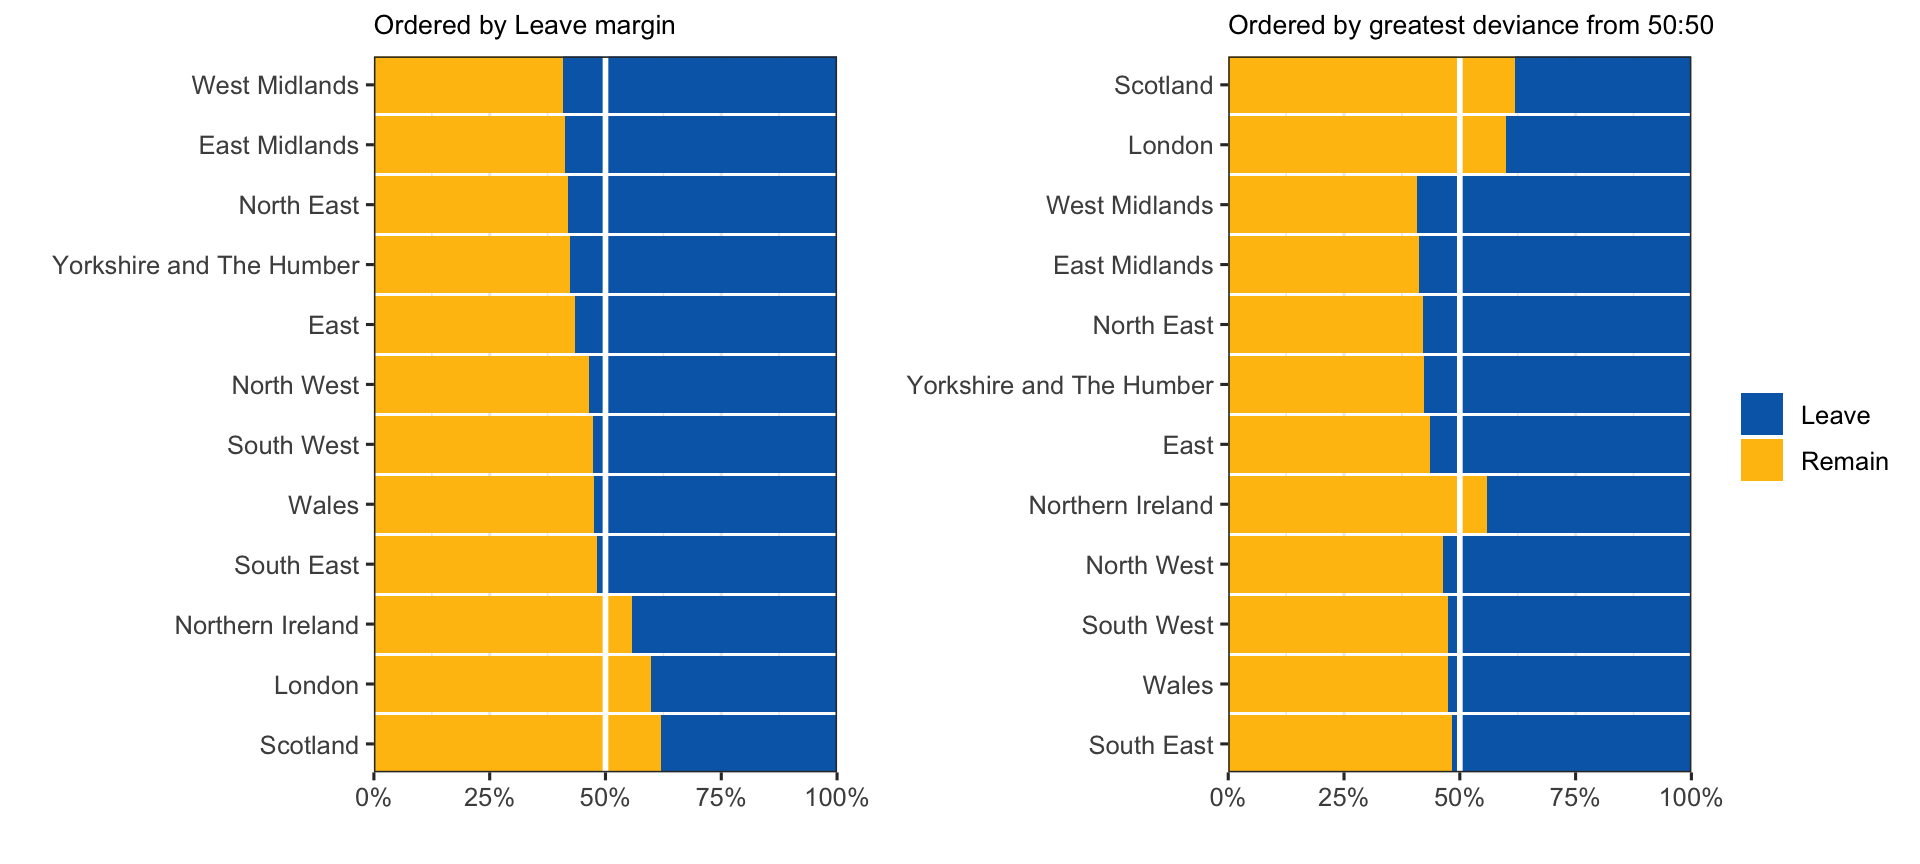 Ordered by Leave margin
West Midlands
East Midlands
North East
Yorkshire and The Humber
East
North West
South West
Wales
South East
Northern Ireland
London
Scotland
0% 25% 50% 75% 100%
Ordered by greatest deviance from 50:50
Scotland
London
West Midlands
East Midlands
North East
Yorkshire and The Humber
East
Northern Ireland
North West
South West
Wales
South East
0% 25% 50% 75% 100%
Leave
Remain